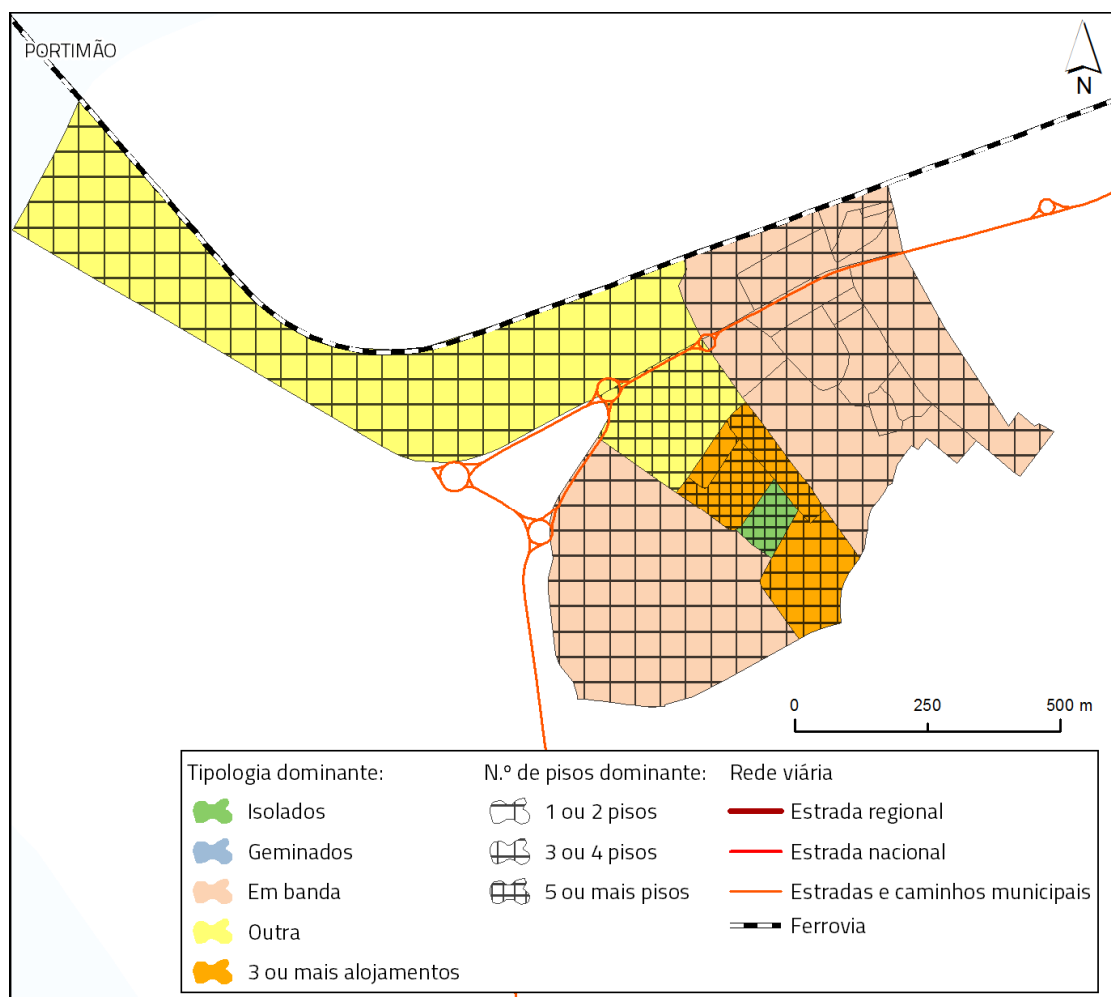 PORTIMÃO
N
0 250 500 m
Tipologia dominante:
Isolados
Geminados
Em banda
Outra
3 ou mais alojamentos
N.º de pisos dominante:
1 ou 2 pisos
3 ou 4 pisos
5 ou mais pisos
Rede viária
Estrada regional
Estrada nacional
Estradas e caminhos municipais
Ferrovia